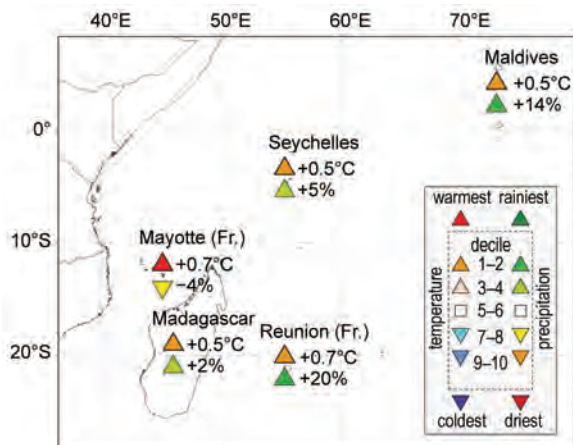 40°E 50°E 60°E 70°E
Maldives
+0.5°C
+14%
0°
Seychelles
+0.5°C
+5%
10°S
Mayotte (Fr.)
+0.7°C
−4%
Madagascar
+0.5°C
+2%
Reunion (Fr.)
+0.7°C
+20%
20°S
warmest rainiest
decile
1–2
3–4
5–6
7–8
9–10
temperature
precipitation
coldest driest